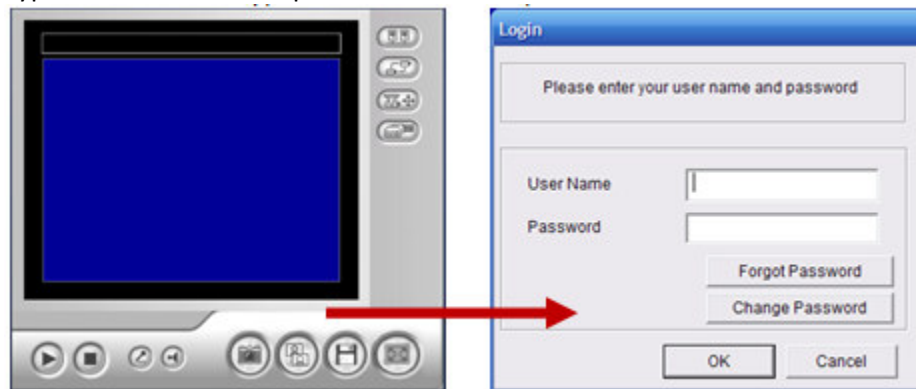 Login
Please enter your user name and password
User Name
Password
Forgot Password
Change Password
OK
Cancel